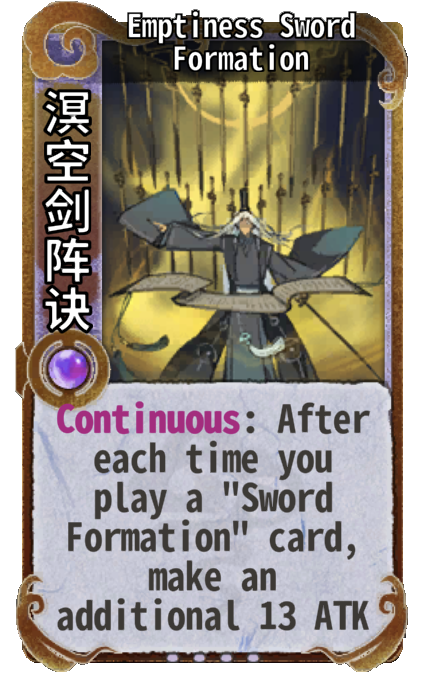 Emptiness Sword
Formation
溟空剑阵诀
Continuous: After
each time you
play a "Sword
Formation" card,
make an
additional 13 ATK